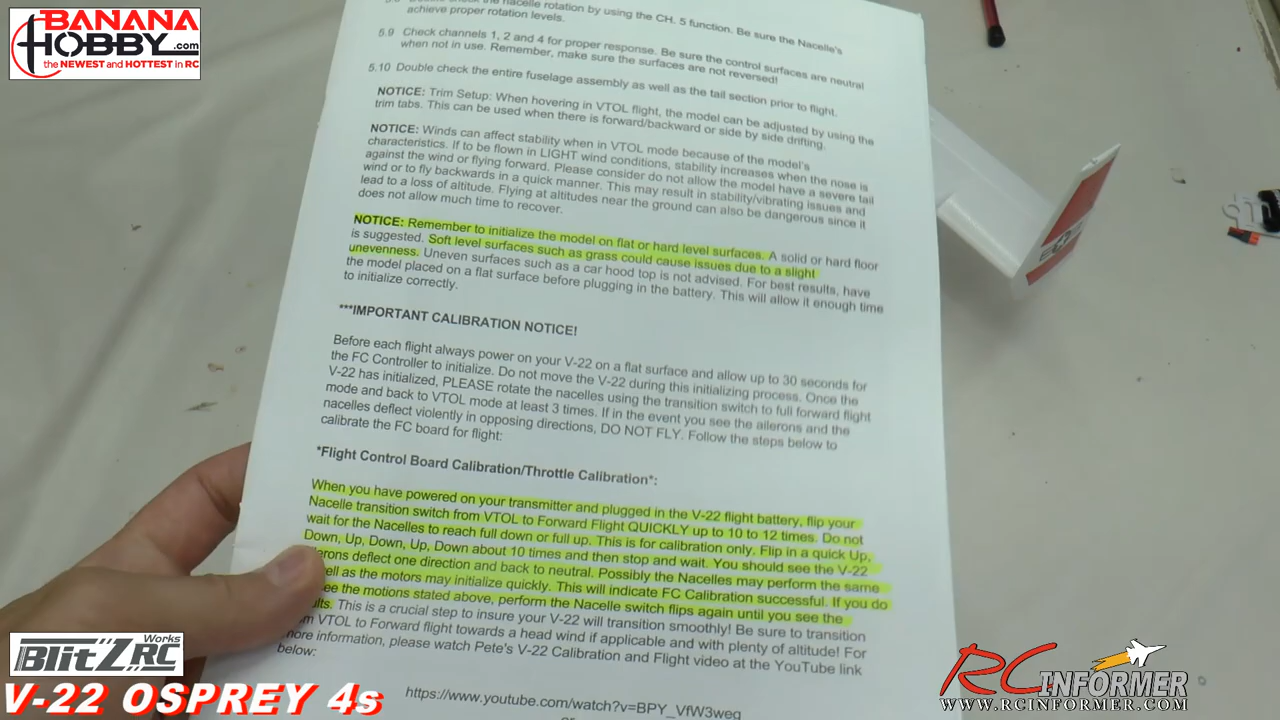 BANANA
HOBBY.com
the NEWEST and HOTTEST in RC
the Nacelle rotation by using the CH. 5 function. Be sure the Nacelle's
achieve proper rotation levels.
5.9 Check channels 1, 2 and 4 for proper response. Be sure the control surfaces are neutral
when not in use. Remember, make sure the surfaces are not reversed!
5.10 Double check the entire fuselage assembly as well as the tail section prior to flight.
NOTICE: Trim Setup: When hovering in VTOL flight, the model can be adjusted by using the
trim tabs. This can be used when there is forward/backward or side by side drifting.
NOTICE: Winds can affect stability when in VTOL mode because of the model's
characteristics. If to be flown in LIGHT wind conditions, stability increases when the nose is
against the wind or flying forward. Please consider do not allow the model have a severe tail
wind or to fly backwards in a quick manner. This may result in stability/vibrating issues and
lead to a loss of altitude. Flying at altitudes near the ground can also be dangerous since it
does not allow much time to recover.
NOTICE: Remember to initialize the model on flat or hard level surfaces. A solid or hard floor
is suggested. Soft level surfaces such as grass could cause issues due to a slight
unevenness. Uneven surfaces such as a car hood top is not advised. For best results, have
the model placed on a flat surface before plugging in the battery. This will allow it enough time
to initialize correctly.
***IMPORTANT CALIBRATION NOTICE!
Before each flight always power on your V-22 on a flat surface and allow up to 30 seconds for
the FC Controller to initialize. Do not move the V-22 during this initializing process. Once the
V-22 has initialized, PLEASE rotate the nacelles using the transition switch to full forward flight
mode and back to VTOL mode at least 3 times. If in the event you see the ailerons and the
nacelles deflect violently in opposing directions, DO NOT FLY. Follow the steps below to
calibrate the FC board for flight:
*Flight Control Board Calibration/Throttle Calibration*:
When you have powered on your transmitter and plugged in the V-22 flight battery, flip your
Nacelle transition switch from VTOL to Forward Flight QUICKLY up to 10 to 12 times. Do not
wait for the Nacelles to reach full down or full up. This is for calibration only. Flip in a quick Up,
Down, Up, Down, Up, Down about 10 times and then stop and wait. You should see the V-22
erons deflect one direction and back to neutral. Possibly the Nacelles may perform the same
ell as the motors may initialize quickly. This will indicate FC Calibration successful. If you do
ee the motions stated above, perform the Nacelle switch flips again until you see the
ults. This is a crucial step to insure your V-22 will transition smoothly! Be sure to transition
m VTOL to Forward flight towards a head wind if applicable and with plenty of altitude! For
more information, please watch Pete's V-22 Calibration and Flight video at the YouTube link
below:
https://www.youtube.com/watch?v=BPY_VfW3weg
BlitzRC Works
V-22 OSPREY 4s
RC INFORMER
WWW.RCINFORMER.COM